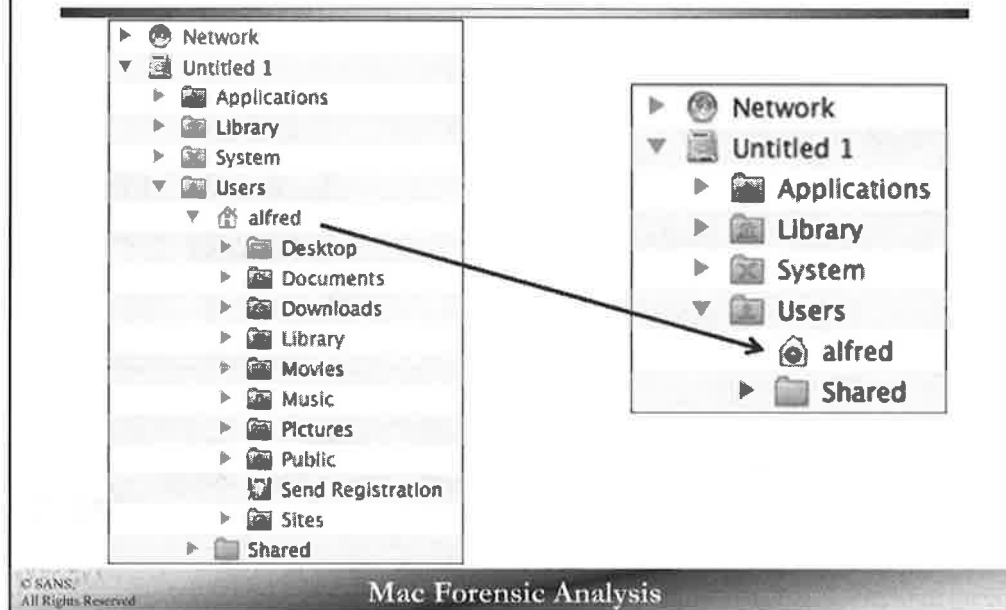 Network
Untitled 1
Applications
Library
System
Users
alfred
Desktop
Documents
Downloads
Library
Movies
Music
Pictures
Public
Send Registration
Sites
Shared
Network
Untitled 1
Applications
Library
System
Users
alfred
Shared
© SANS,
All Rights Reserved
Mac Forensic Analysis